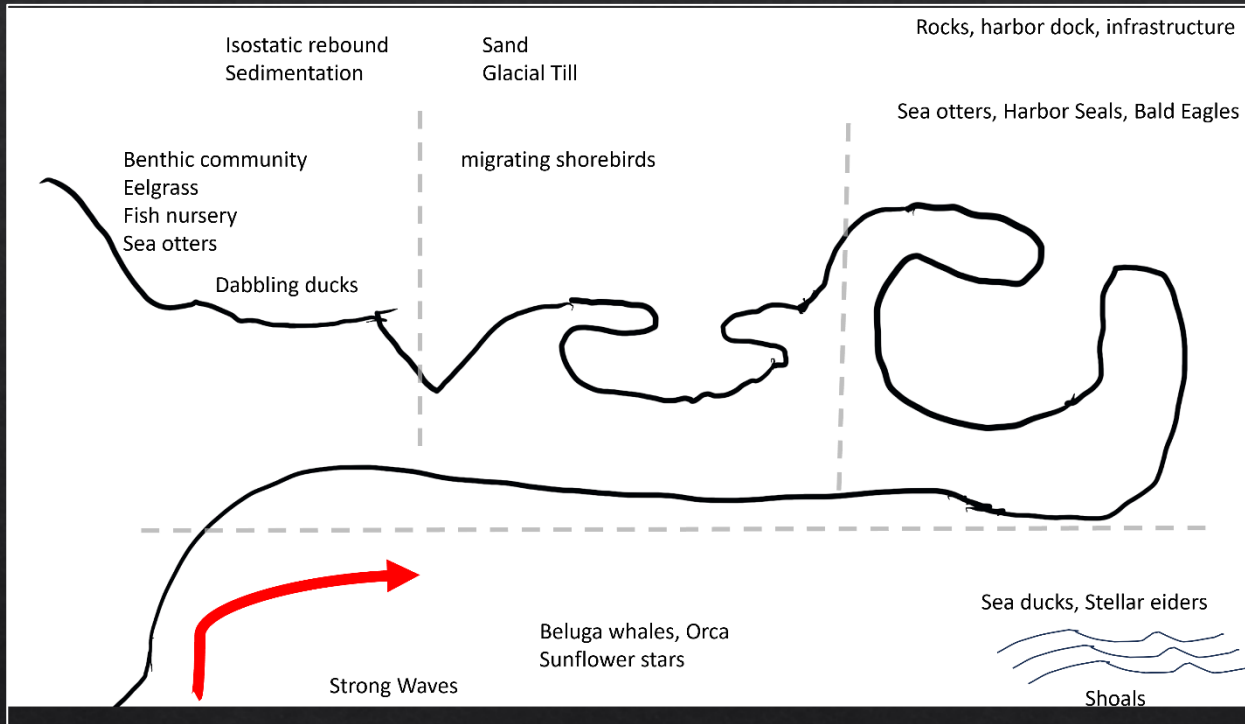 Isostatic rebound
Sedimentation
Sand
Glacial Till
Rocks, harbor dock, infrastructure
Sea otters, Harbor Seals, Bald Eagles
Benthic community
Eelgrass
Fish nursery
Sea otters
migrating shorebirds
Dabbling ducks
Sea ducks, Stellar eiders
Beluga whales, Orca
Sunflower stars
Strong Waves
Shoals